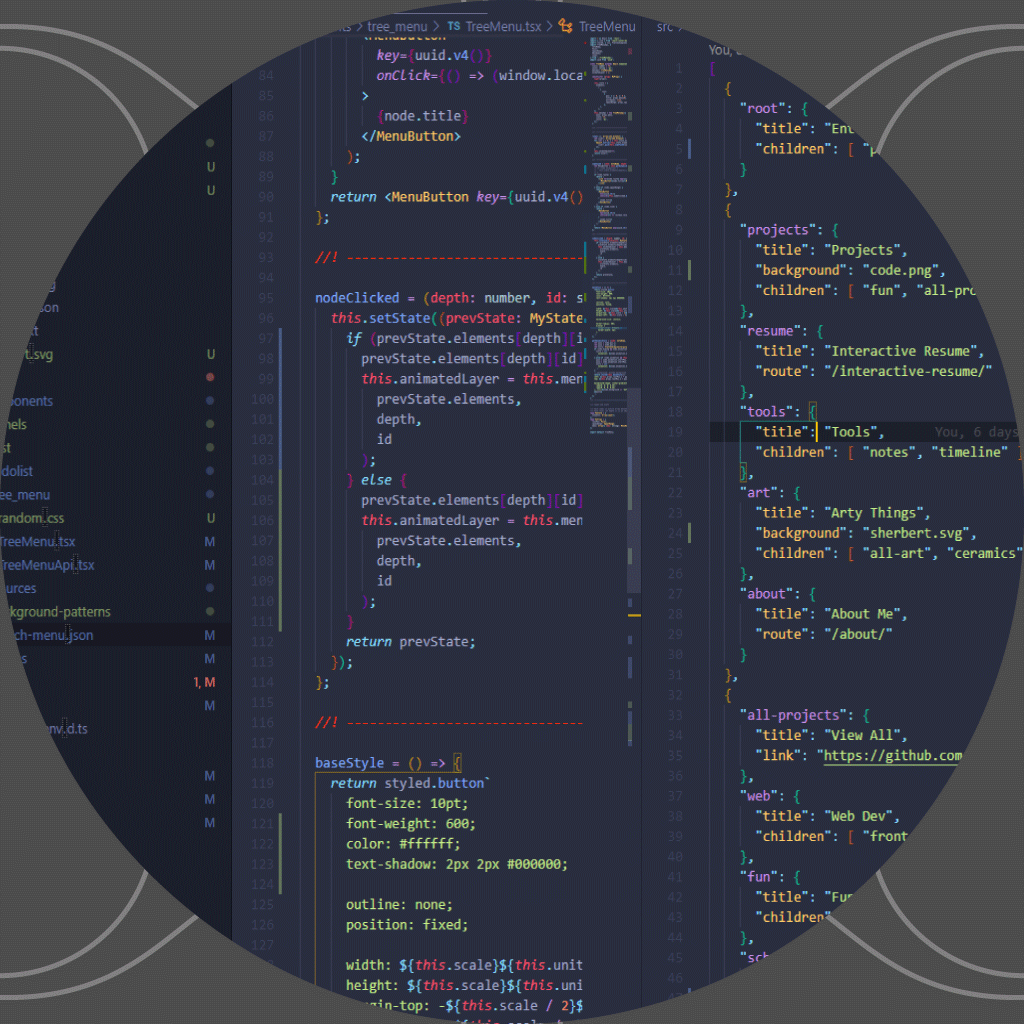 tree_menu > TS TreeMenu.tsx > TreeMenu
src >
You,
U
U
son
t.svg U
onents
nels
st
dolist
ee_menu
random.css U
TreeMenu.tsx M
TreeMenuApi.tsx M
urces
kground-patterns
ch-menu.json M
s M
1, M
M
nv.d.ts
M
M
M
<MenuButton
key={uuid.v4()}
84 onClick={() => (window.loca
85 >
86 {node.title}
87 </MenuButton>
88 );
89 }
90 return <MenuButton key={uuid.v4()
91 };
92
93 //! -------------------------------
94
95 nodeClicked = (depth: number, id: s
96 this.setState((prevState: MyState
97 if (prevState.elements[depth][i
98 prevState.elements[depth][id]
99 this.animatedLayer = this.men
100 prevState.elements,
101 depth,
102 id
103 );
104 } else {
105 prevState.elements[depth][id]
106 this.animatedLayer = this.men
107 prevState.elements,
108 depth,
109 id
110 );
111 }
112 return prevState;
113 });
114 };
115
116 //! -------------------------------
117
118 baseStyle = () => {
119 return styled.button`
120 font-size: 10pt;
121 font-weight: 600;
122 color: #ffffff;
123 text-shadow: 2px 2px #000000;
124
125 outline: none;
126 position: fixed;
127
width: ${this.scale}${this.unit
height: ${this.scale}${this.uni
gin-top: -${this.scale / 2}$
1 [
2 {
3 "root": {
4 "title": "Ent
5 "children": [ "p
6 }
7 },
8 {
9 "projects": {
10 "title": "Projects",
11 "background": "code.png",
12 "children": [ "fun", "all-pro
13 },
14 "resume": {
15 "title": "Interactive Resume",
16 "route": "/interactive-resume/"
17 },
18 "tools": {
19 "title": "Tools", You, 6 days
20 "children": [ "notes", "timeline" ]
21 },
22 "art": {
23 "title": "Arty Things",
24 "background": "sherbert.svg",
25 "children": [ "all-art", "ceramics"
26 },
27 "about": {
28 "title": "About Me",
29 "route": "/about/"
30 }
31 },
32 {
33 "all-projects": {
34 "title": "View All",
35 "link": "https://github.com
36 },
37 "web": {
38 "title": "Web Dev",
39 "children": [ "front
40 },
41 "fun": {
42 "title": "Fu
43 "children"
44 },
45 "sch
46